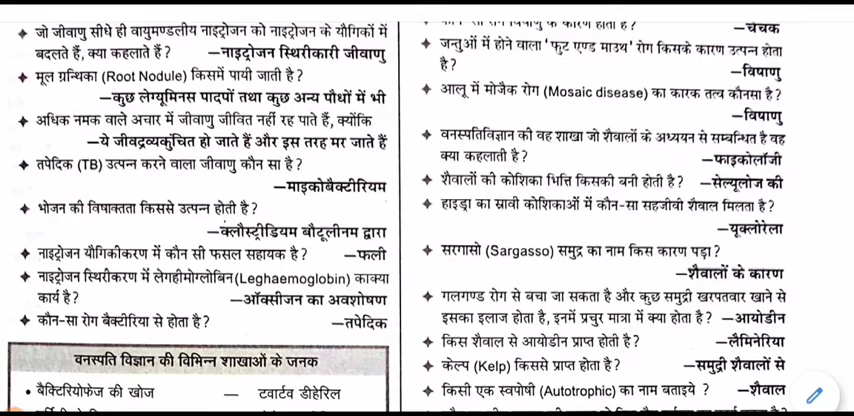 ✦ जो जीवाणु सीधे ही वायुमण्डलीय नाइट्रोजन को नाइट्रोजन के यौगिकों में
बदलते हैं, क्या कहलाते हैं? —नाइट्रोजन स्थिरीकारी जीवाणु
✦ मूल ग्रन्थिका (Root Nodule) किसमें पायी जाती है?
—कुछ लेग्यूमिनस पादपों तथा कुछ अन्य पौधों में भी
✦ अधिक नमक वाले अचार में जीवाणु जीवित नहीं रह पाते हैं, क्योंकि
—ये जीवद्रव्यकुंचित हो जाते हैं और इस तरह मर जाते हैं
✦ तपेदिक (TB) उत्पन्न करने वाला जीवाणु कौन सा है?
—माइकोबैक्टीरियम
✦ भोजन की विषाक्तता किससे उत्पन्न होती है?
—क्लौस्ट्रीडियम बौटूलीनम द्वारा
✦ नाइट्रोजन यौगिकीकरण में कौन सी फसल सहायक है? —फली
✦ नाइट्रोजन स्थिरीकरण में लेगहीमोग्लोबिन(Leghaemoglobin) काक्या
कार्य है? —ऑक्सीजन का अवशोषण
✦ कौन-सा रोग बैक्टीरिया से होता है? —तपेदिक
वनस्पति विज्ञान की विभिन्न शाखाओं के जनक
• बैक्टिरियोफेज की खोज — टवार्टव डीहेरिल
के कारण होता है? —चेचक
✦ जन्तुओं में होने वाला 'फुट एण्ड माउथ' रोग किसके कारण उत्पन्न होता
है? —विषाणु
✦ आलू में मोजैक रोग (Mosaic disease) का कारक तत्व कौनसा है?
—विषाणु
✦ वनस्पतिविज्ञान की वह शाखा जो शैवालों के अध्ययन से सम्बन्धित है वह
क्या कहलाती है? —फाइकोलॉजी
✦ शैवालों की कोशिका भित्ति किसकी बनी होती है? —सेल्यूलोज की
✦ हाइड्रा का स्रावी कोशिकाओं में कौन-सा सहजीवी शैवाल मिलता है?
—यूक्लोरेला
✦ सरगासो (Sargasso) समुद्र का नाम किस कारण पड़ा?
—शैवालों के कारण
✦ गलगण्ड रोग से बचा जा सकता है और कुछ समुद्री खरपतवार खाने से
इसका इलाज होता है, इनमें प्रचुर मात्रा में क्या होता है? —आयोडीन
✦ किस शैवाल से आयोडीन प्राप्त होती है? —लैमिनेरिया
✦ केल्प (Kelp) किससे प्राप्त होता है? —समुद्री शैवालों से
✦ किसी एक स्वपोषी (Autotrophic) का नाम बताइये ? —शैवाल